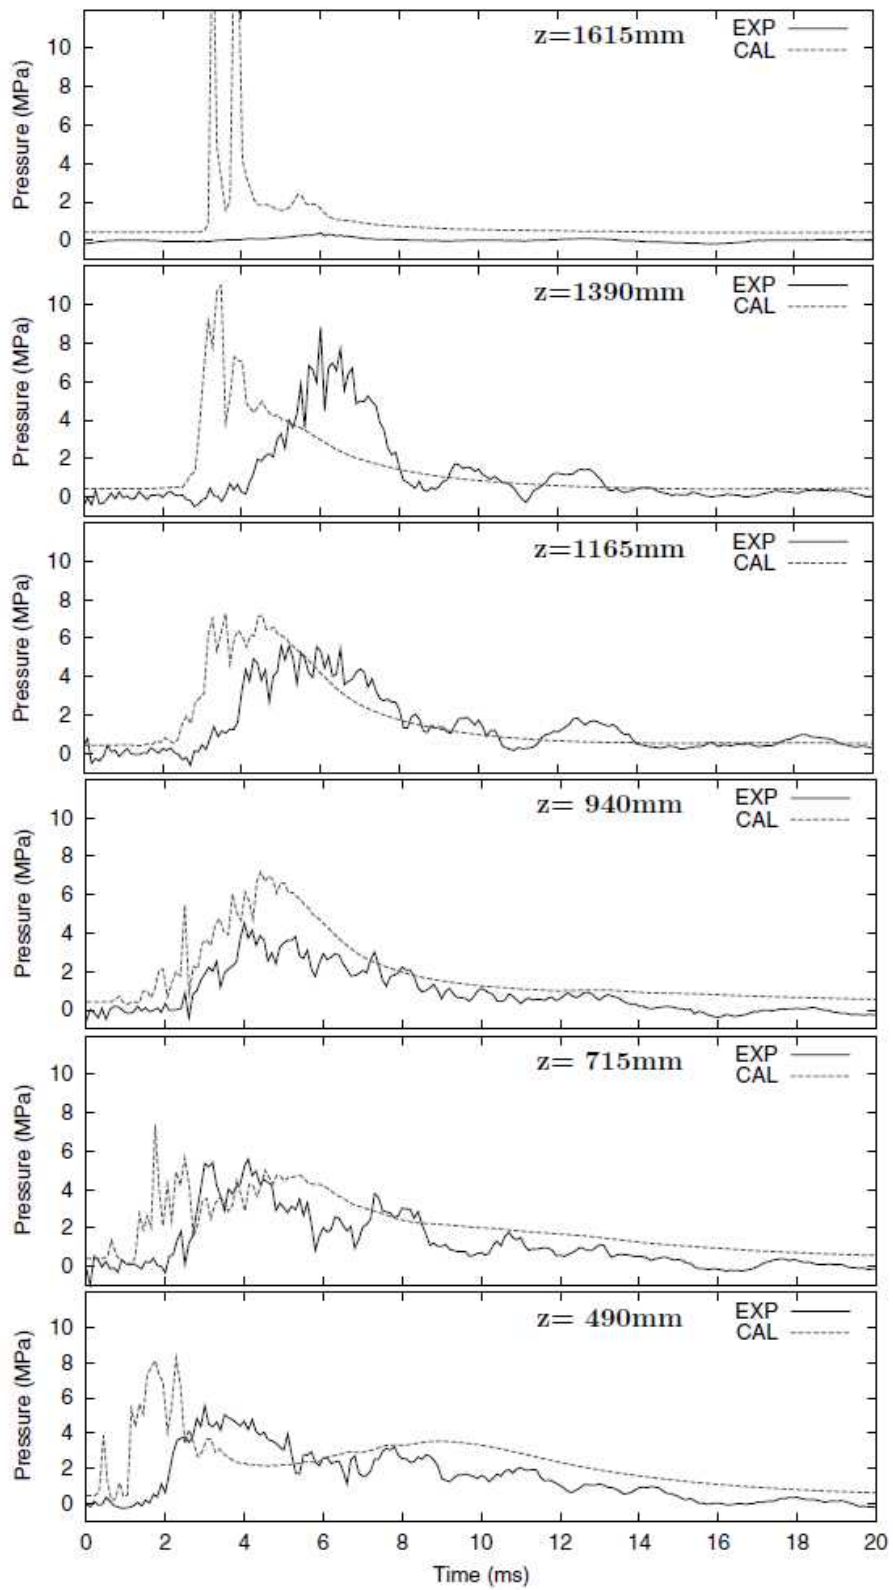 z=1615mm
EXP
CAL
Pressure (MPa)
10
8
6
4
2
0
z=1390mm
EXP
CAL
Pressure (MPa)
10
8
6
4
2
0
z=1165mm
EXP
CAL
Pressure (MPa)
10
8
6
4
2
0
z= 940mm
EXP
CAL
Pressure (MPa)
10
8
6
4
2
0
z= 715mm
EXP
CAL
Pressure (MPa)
10
8
6
4
2
0
z= 490mm
EXP
CAL
Pressure (MPa)
10
8
6
4
2
0
0 2 4 6 8 10 12 14 16 18 20
Time (ms)